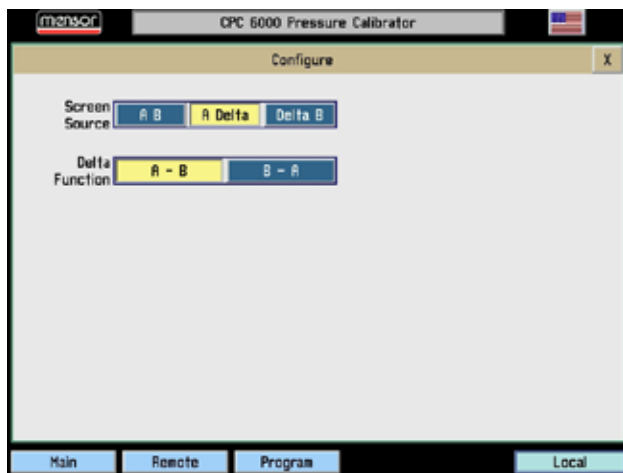 mensor CPC 6000 Pressure Calibrator
Configure X
Screen
Source A B A Delta Delta B
Delta
Function A - B B - A
Main Remote Program Local